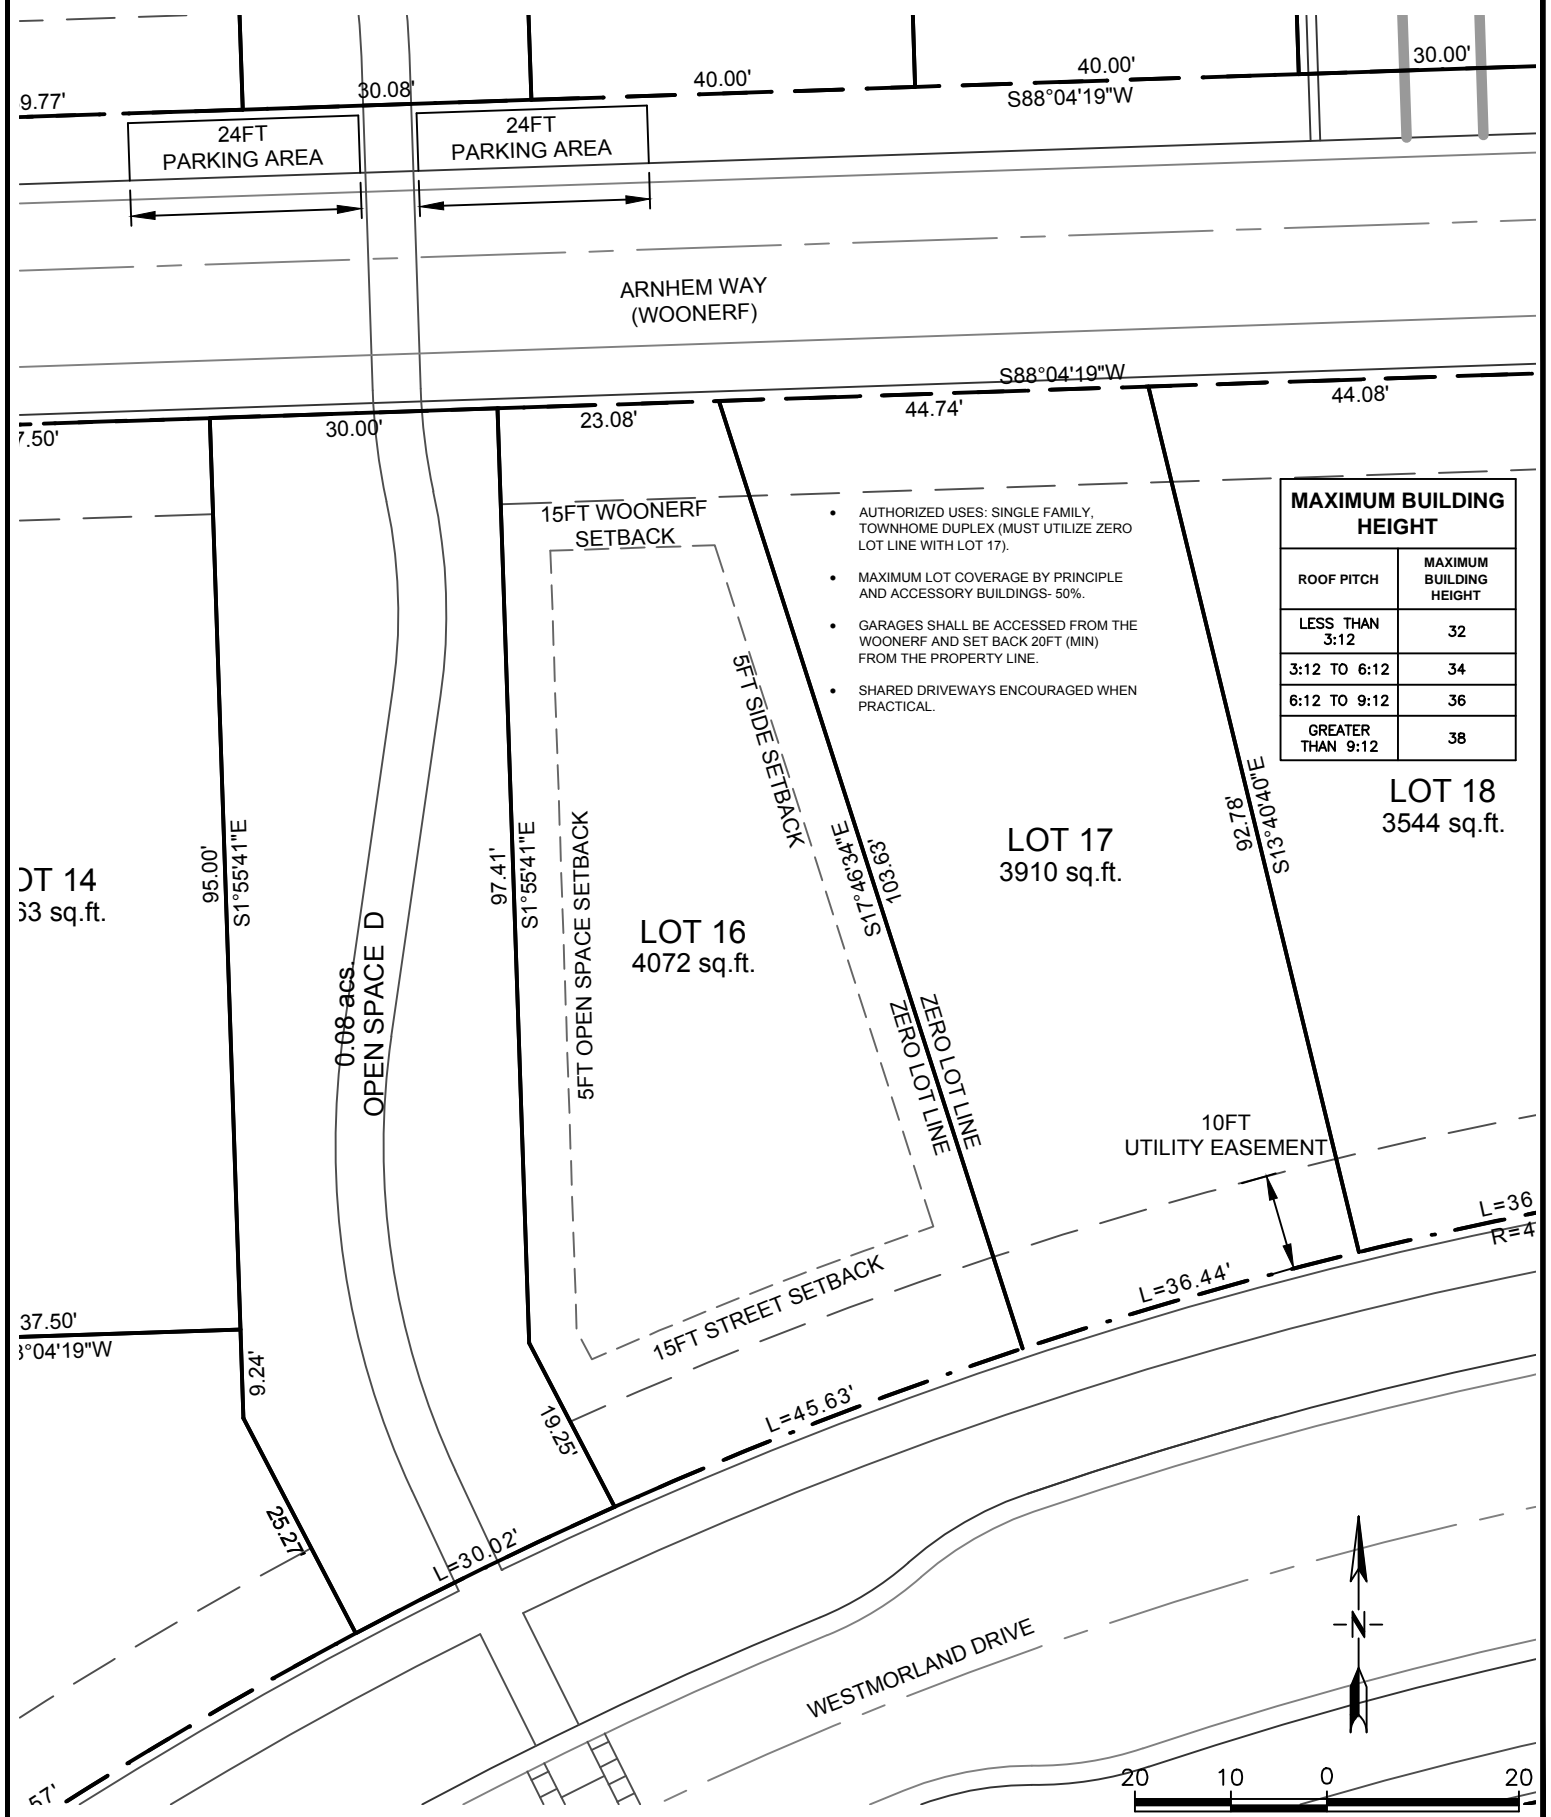 9.77'
30.08'
40.00'
40.00'
S88°04'19"W
30.00'
24FT
PARKING AREA
24FT
PARKING AREA
ARNHEM WAY
(WOONERF)
S88°04'19"W
7.50'
30.00'
23.08'
44.74'
44.08'
15FT WOONERF
SETBACK
• AUTHORIZED USES: SINGLE FAMILY,
TOWNHOME DUPLEX (MUST UTILIZE ZERO
LOT LINE WITH LOT 17).
• MAXIMUM LOT COVERAGE BY PRINCIPLE
AND ACCESSORY BUILDINGS- 50%.
• GARAGES SHALL BE ACCESSED FROM THE
WOONERF AND SET BACK 20FT (MIN)
FROM THE PROPERTY LINE.
• SHARED DRIVEWAYS ENCOURAGED WHEN
PRACTICAL.
MAXIMUM BUILDING
HEIGHT
ROOF PITCH
MAXIMUM
BUILDING
HEIGHT
LESS THAN
3:12
32
3:12 TO 6:12
34
6:12 TO 9:12
36
GREATER
THAN 9:12
38
LOT 18
3544 sq.ft.
LOT 17
3910 sq.ft.
92.78'
S13°40'40"E
5FT SIDE SETBACK
S17°46'34"E
103.63'
OT 14
63 sq.ft.
95.00'
S1°55'41"E
97.41'
S1°55'41"E
5FT OPEN SPACE SETBACK
LOT 16
4072 sq.ft.
0.08 acs.
OPEN SPACE D
ZERO LOT LINE
ZERO LOT LINE
10FT
UTILITY EASEMENT
L=36
R=4
L=36.44'
15FT STREET SETBACK
37.50'
8°04'19"W
9.24'
19.25'
L=45.63'
25.27'
L=30.02'
WESTMORLAND DRIVE
N
57'
20 10 0 20